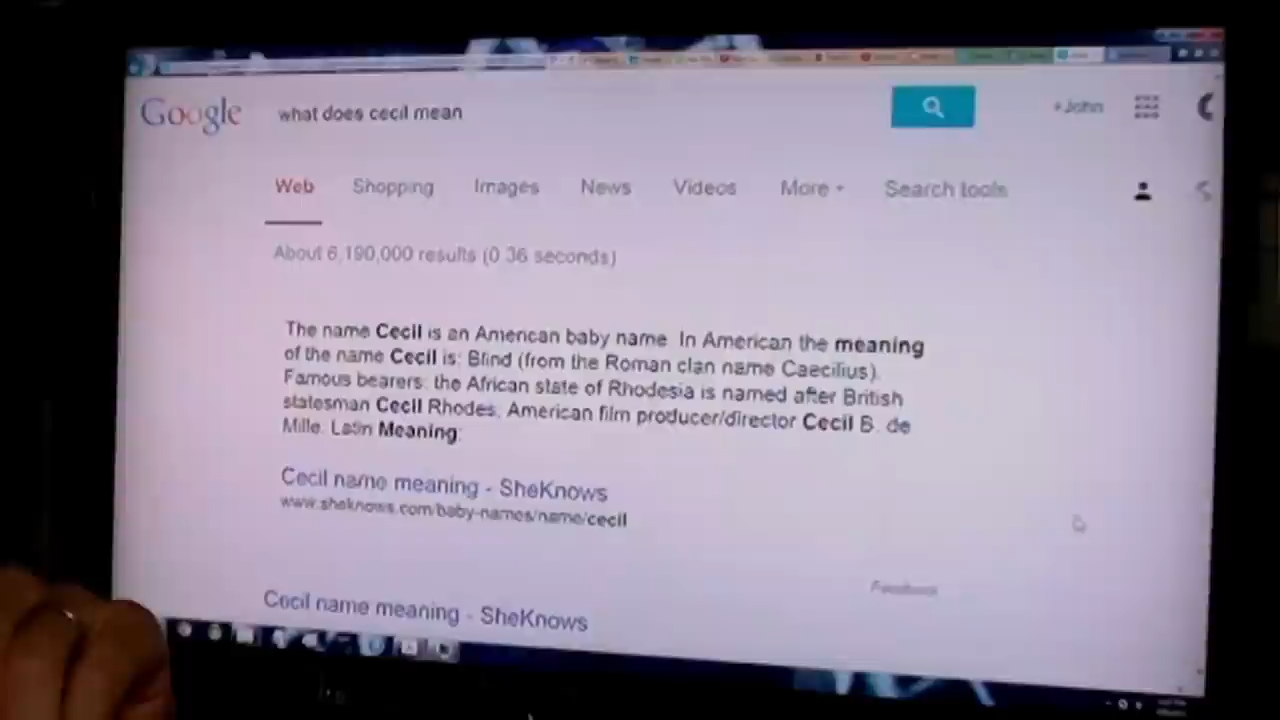 Google what does cecil mean +John
Web Shopping Images News Videos More Search tools
About 6,190,000 results (0.36 seconds)
The name Cecil is an American baby name. In American the meaning
of the name Cecil is: Blind (from the Roman clan name Caecilius).
Famous bearers: the African state of Rhodesia is named after British
statesman Cecil Rhodes; American film producer/director Cecil B. de
Mille. Latin Meaning:
Cecil name meaning - SheKnows
www.sheknows.com/baby-names/name/cecil
Feedback
Cecil name meaning - SheKnows